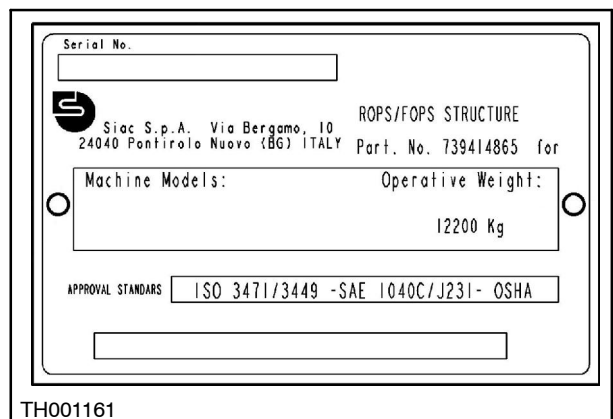 Serial No.
ROPS/FOPS STRUCTURE
Siac S.p.A. Via Bergamo, 10
24040 Pontirolo Nuovo (BG) ITALY
Part. No. 739414865 for
Machine Models: Operative Weight:
12200 Kg
APPROVAL STANDARS ISO 3471/3449 -SAE 1040C/J231- OSHA
TH001161